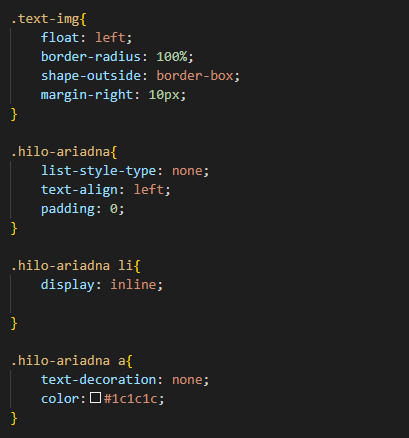 .text-img{
    float: left;
    border-radius: 100%;
    shape-outside: border-box;
    margin-right: 10px;
}

.hilo-ariadna{
    list-style-type: none;
    text-align: left;
    padding: 0;
}

.hilo-ariadna li{
    display: inline;

}

.hilo-ariadna a{
    text-decoration: none;
    color: #1c1c1c;
}